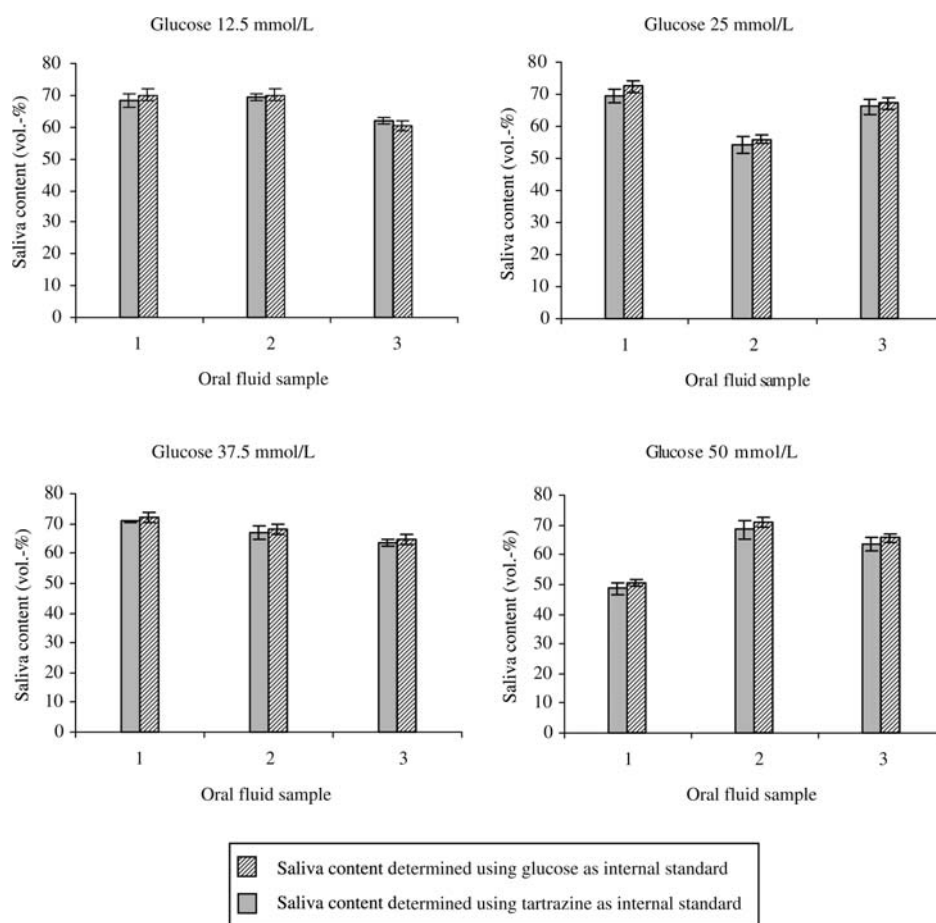 Glucose 12.5 mmol/L
Saliva content (vol.-%)
80
70
60
50
40
30
20
10
0
1 2 3
Oral fluid sample
Glucose 25 mmol/L
Saliva content (vol.-%)
80
70
60
50
40
30
20
10
0
1 2 3
Oral fluid sample
Glucose 37.5 mmol/L
Saliva content (vol.-%)
80
70
60
50
40
30
20
10
0
1 2 3
Oral fluid sample
Glucose 50 mmol/L
Saliva content (vol.-%)
80
70
60
50
40
30
20
10
0
1 2 3
Oral fluid sample
Saliva content determined using glucose as internal standard
Saliva content determined using tartrazine as internal standard